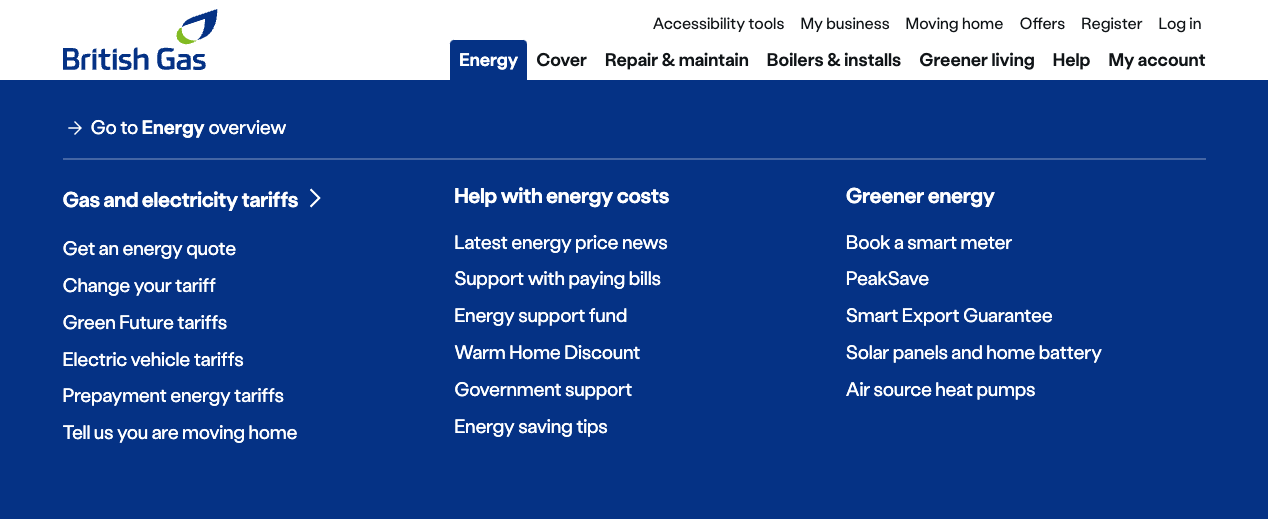 British Gas
Accessibility tools My business Moving home Offers Register Log in
Energy Cover Repair & maintain Boilers & installs Greener living Help My account
Go to Energy overview
Gas and electricity tariffs
Get an energy quote
Change your tariff
Green Future tariffs
Electric vehicle tariffs
Prepayment energy tariffs
Tell us you are moving home
Help with energy costs
Latest energy price news
Support with paying bills
Energy support fund
Warm Home Discount
Government support
Energy saving tips
Greener energy
Book a smart meter
PeakSave
Smart Export Guarantee
Solar panels and home battery
Air source heat pumps